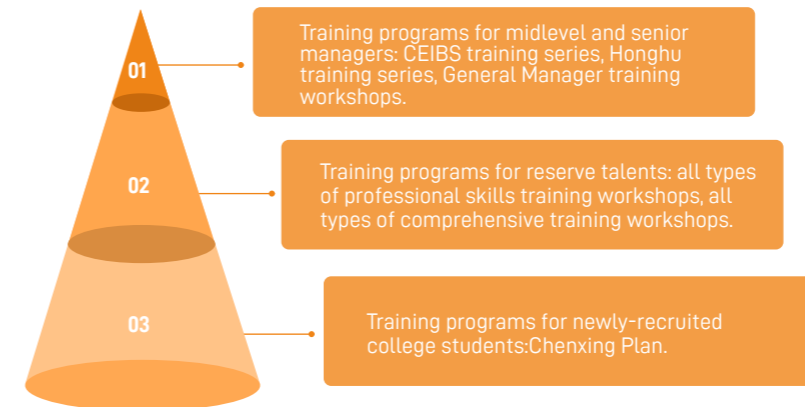 01
Training programs for midlevel and senior
managers: CEIBS training series, Honghu
training series, General Manager training
workshops.
02
Training programs for reserve talents: all types
of professional skills training workshops, all
types of comprehensive training workshops.
03
Training programs for newly-recruited
college students:Chenxing Plan.